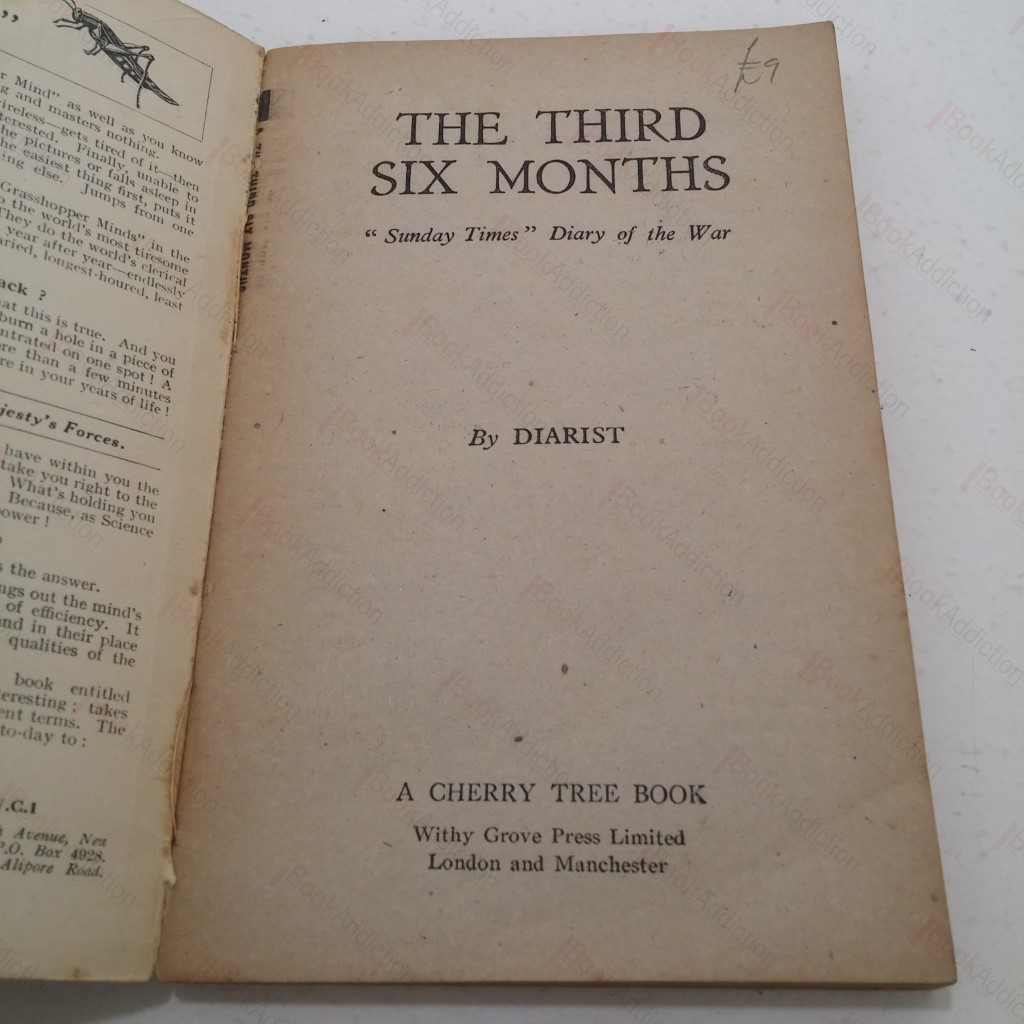 ”
r Mind” as well as you know
g and masters nothing.
ireless—gets tired of it—then
terested. Finally, unable to
he pictures or falls asleep in
he easiest thing first, puts it
ing else. Jumps from one
Grasshopper Minds” in the
o the world's most tiresome
They do the world's clerical
year after year—endlessly
aried, longest-houred, least
ack ?
at this is true. And you
burn a hole in a piece of
ntrated on one spot ! A
re than a few minutes
re in your years of life !
jesty's Forces.
have within you the
take you right to the
What's holding you
Because, as Science
power !
s the answer.
ngs out the mind's
of efficiency. It
nd in their place
qualities of the
book entitled
eresting ; takes
ent terms. The
to-day to :
.C.1
Avenue, New
P.O. Box 4928.
Alipore Road.
£9
THE THIRD
SIX MONTHS
“ Sunday Times ” Diary of the War
By DIARIST
A CHERRY TREE BOOK
Withy Grove Press Limited
London and Manchester
BookAddiction